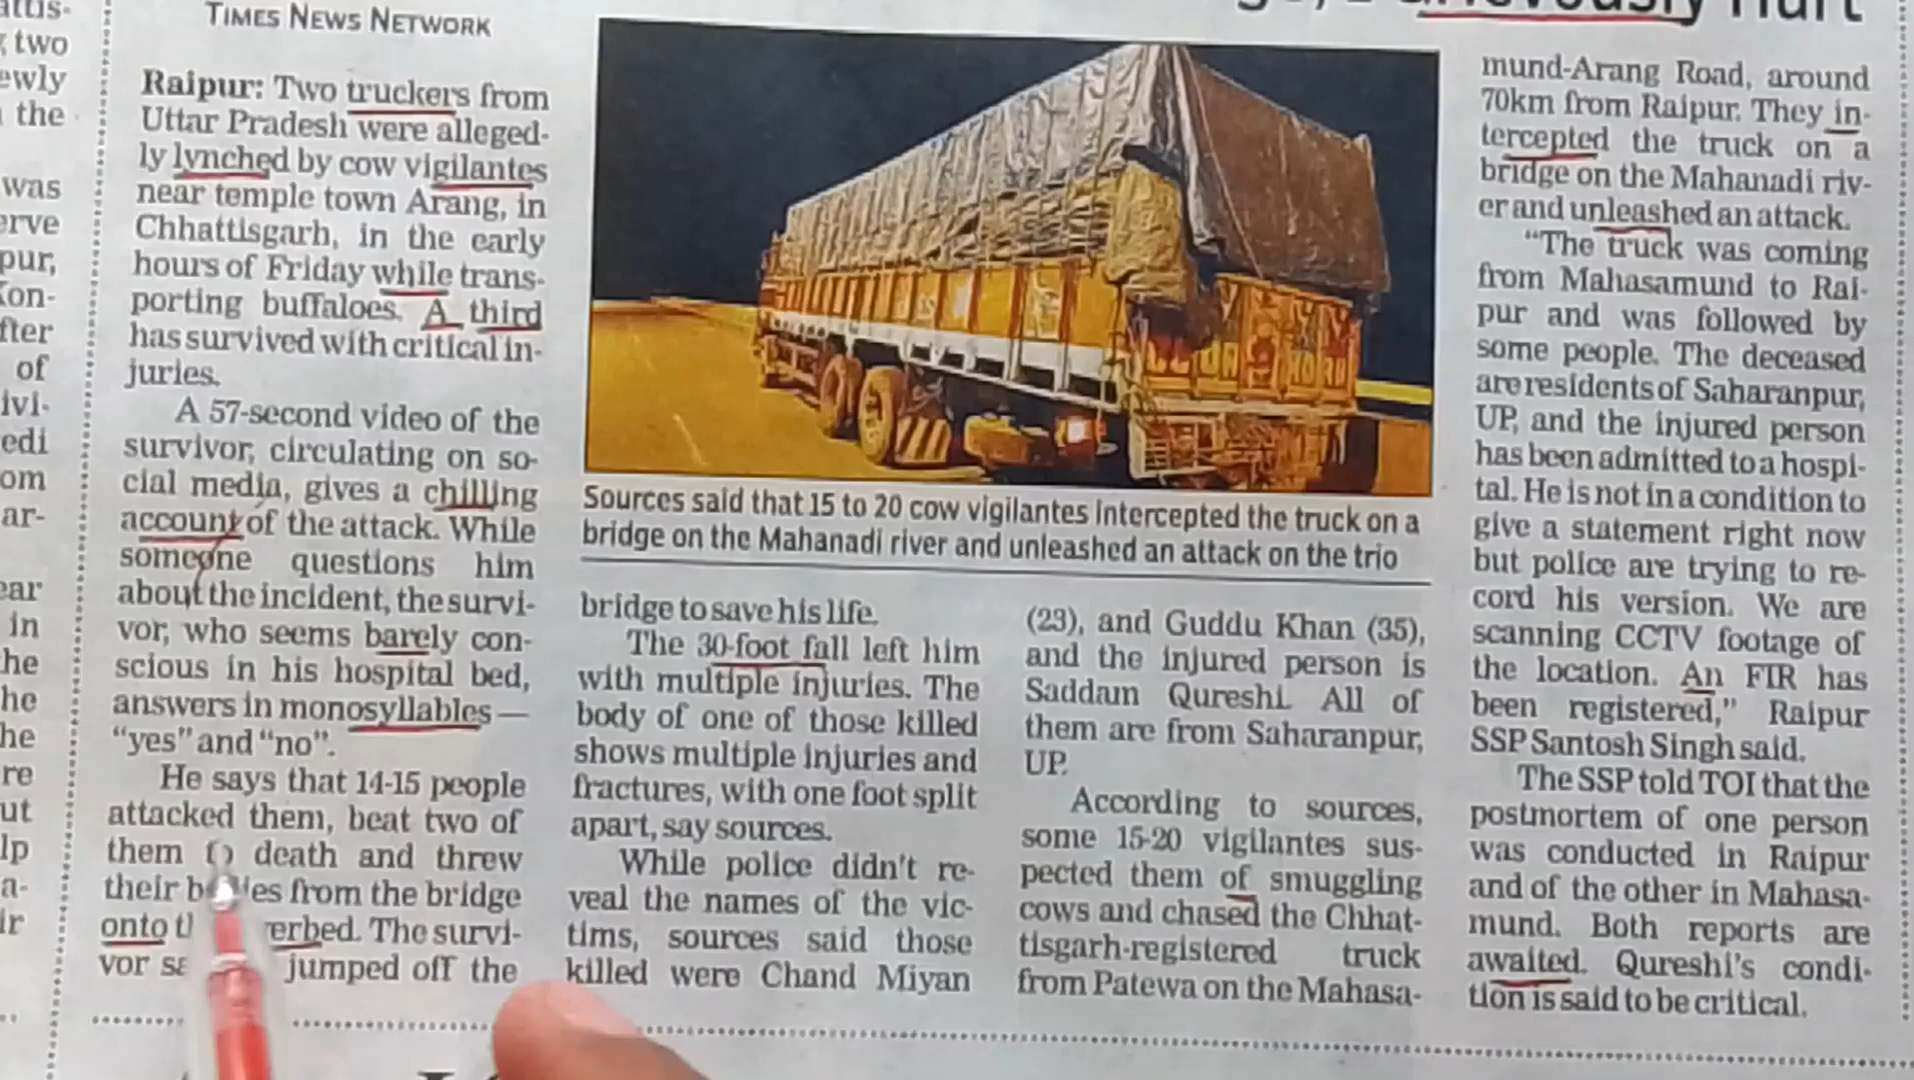 grievously hurt
TIMES NEWS NETWORK
Raipur: Two truckers from
Uttar Pradesh were alleged-
ly lynched by cow vigilantes
near temple town Arang, in
Chhattisgarh, in the early
hours of Friday while trans-
porting buffaloes. A third
has survived with critical in-
juries.
A 57-second video of the
survivor, circulating on so-
cial media, gives a chilling
account of the attack. While
someone questions him
about the incident, the survi-
vor, who seems barely con-
scious in his hospital bed,
answers in monosyllables —
“yes” and “no”.
He says that 14-15 people
attacked them, beat two of
them to death and threw
their bodies from the bridge
onto the riverbed. The survi-
vor jumped off the
Sources said that 15 to 20 cow vigilantes intercepted the truck on a
bridge on the Mahanadi river and unleashed an attack on the trio
bridge to save his life.
The 30-foot fall left him
with multiple injuries. The
body of one of those killed
shows multiple injuries and
fractures, with one foot split
apart, say sources.
While police didn't re-
veal the names of the vic-
tims, sources said those
killed were Chand Miyan
(23), and Guddu Khan (35),
and the injured person is
Saddam Qureshi. All of
them are from Saharanpur,
UP.
According to sources,
some 15-20 vigilantes sus-
pected them of smuggling
cows and chased the Chhat-
tisgarh-registered truck
from Patewa on the Mahasa-
mund-Arang Road, around
70km from Raipur. They in-
tercepted the truck on a
bridge on the Mahanadi riv-
er and unleashed an attack.
“The truck was coming
from Mahasamund to Rai-
pur and was followed by
some people. The deceased
are residents of Saharanpur,
UP, and the injured person
has been admitted to a hospi-
tal. He is not in a condition to
give a statement right now
but police are trying to re-
cord his version. We are
scanning CCTV footage of
the location. An FIR has
been registered,” Raipur
SSP Santosh Singh said.
The SSP told TOI that the
postmortem of one person
was conducted in Raipur
and of the other in Mahasa-
mund. Both reports are
awaited. Qureshi's condi-
tion is said to be critical.